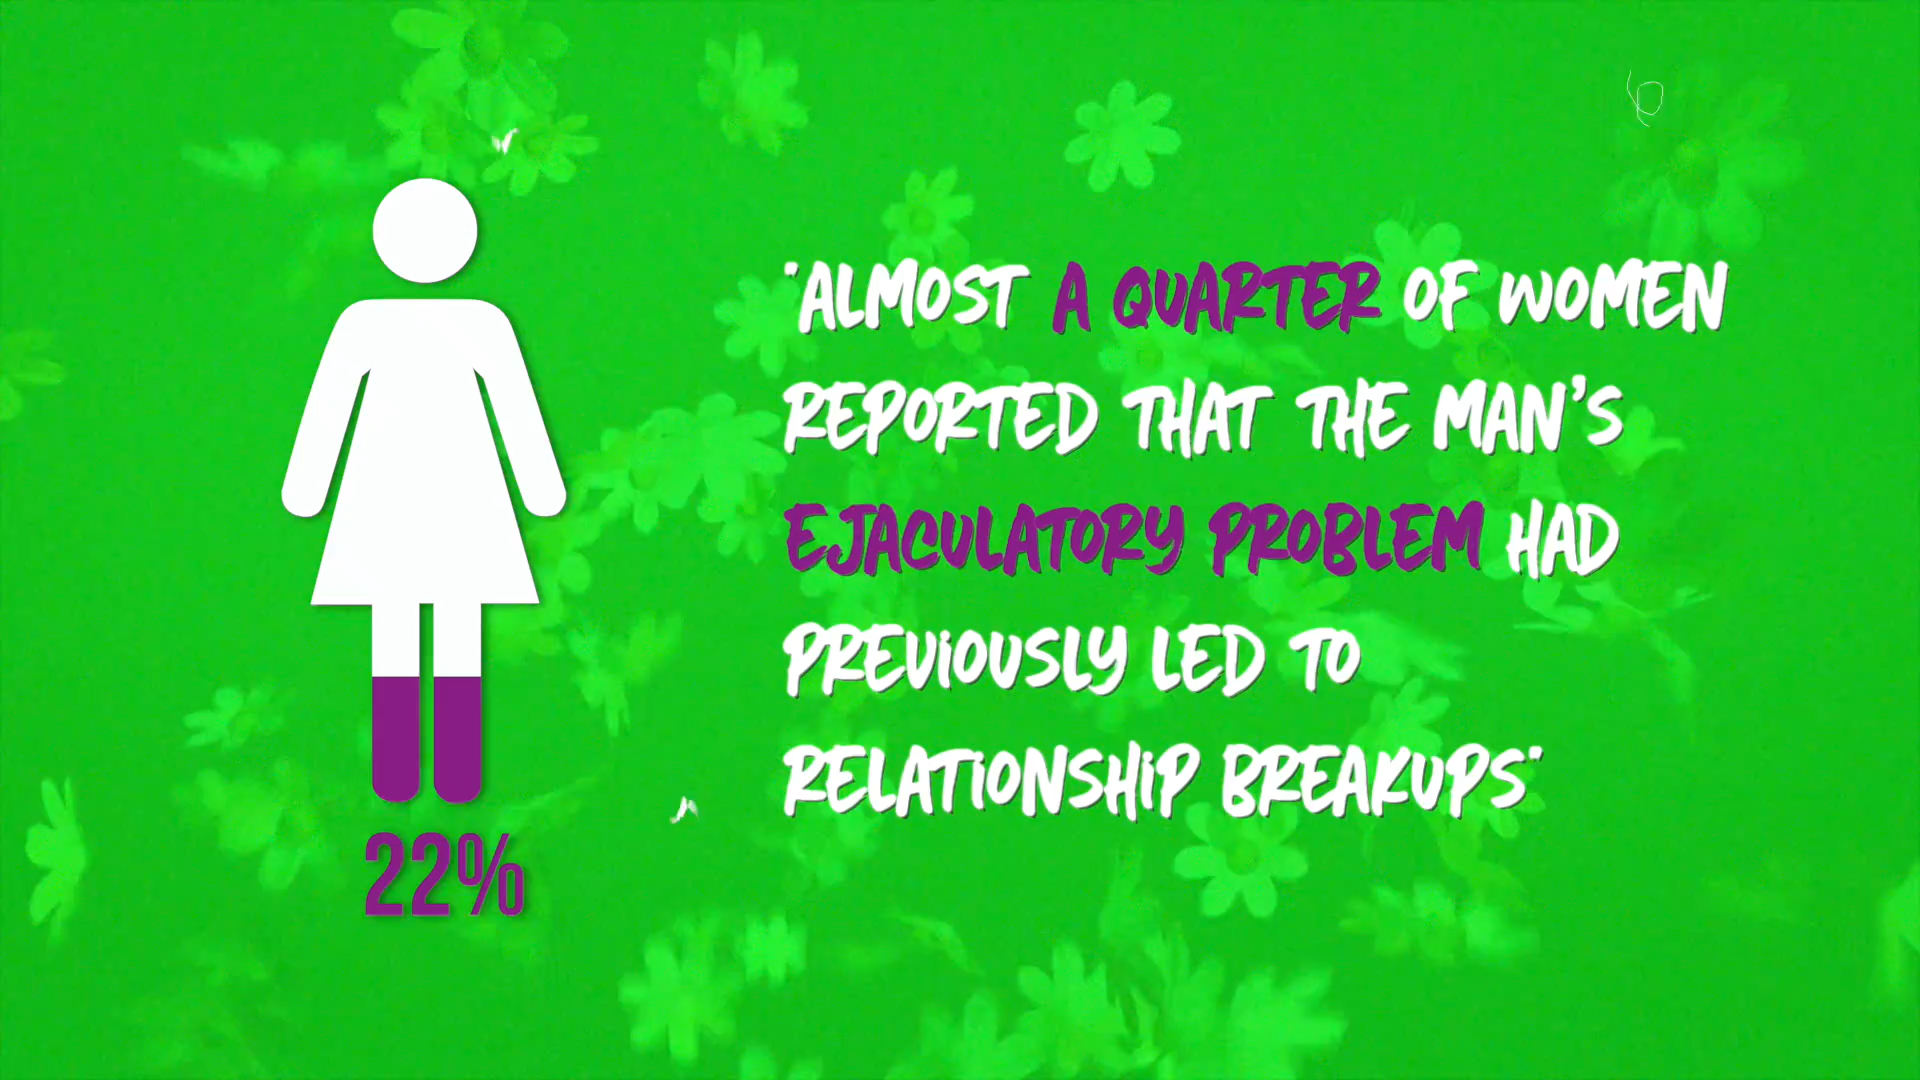 "ALMOST A QUARTER OF WOMEN
REPORTED THAT THE MAN'S
EJACULATORY PROBLEM HAD
PREVIOUSLY LED TO
RELATIONSHIP BREAKUPS"
22%